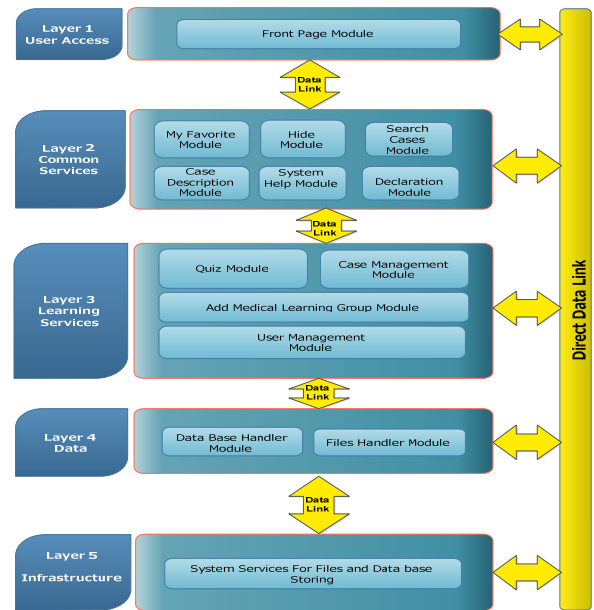 Layer 1
User Access
Front Page Module
Data
Link
Layer 2
Common
Services
My Favorite
Module
Hide
Module
Search
Cases
Module
Case
Description
Module
System
Help Module
Declaration
Module
Data
Link
Layer 3
Learning
Services
Quiz Module
Case Management
Module
Add Medical Learning Group Module
User Management
Module
Data
Link
Layer 4
Data
Data Base Handler
Module
Files Handler Module
Data
Link
Layer 5
Infrastructure
System Services For Files and Data base
Storing
Direct Data Link